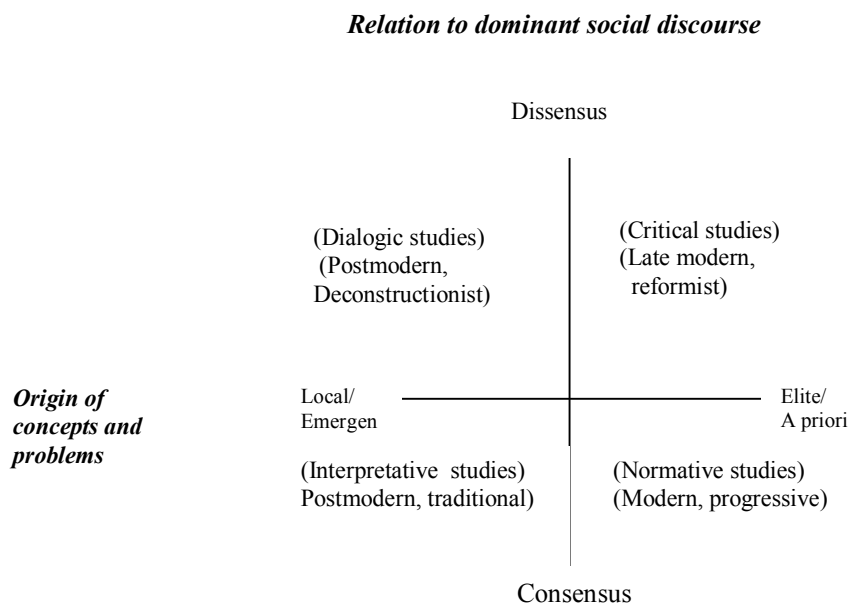 Relation to dominant social discourse
Dissensus
(Dialogic studies)
(Postmodern,
Deconstructionist)
(Critical studies)
(Late modern,
reformist)
Origin of
concepts and
problems
Local/
Emergen
Elite/
A priori
(Interpretative studies)
Postmodern, traditional)
(Normative studies)
(Modern, progressive)
Consensus